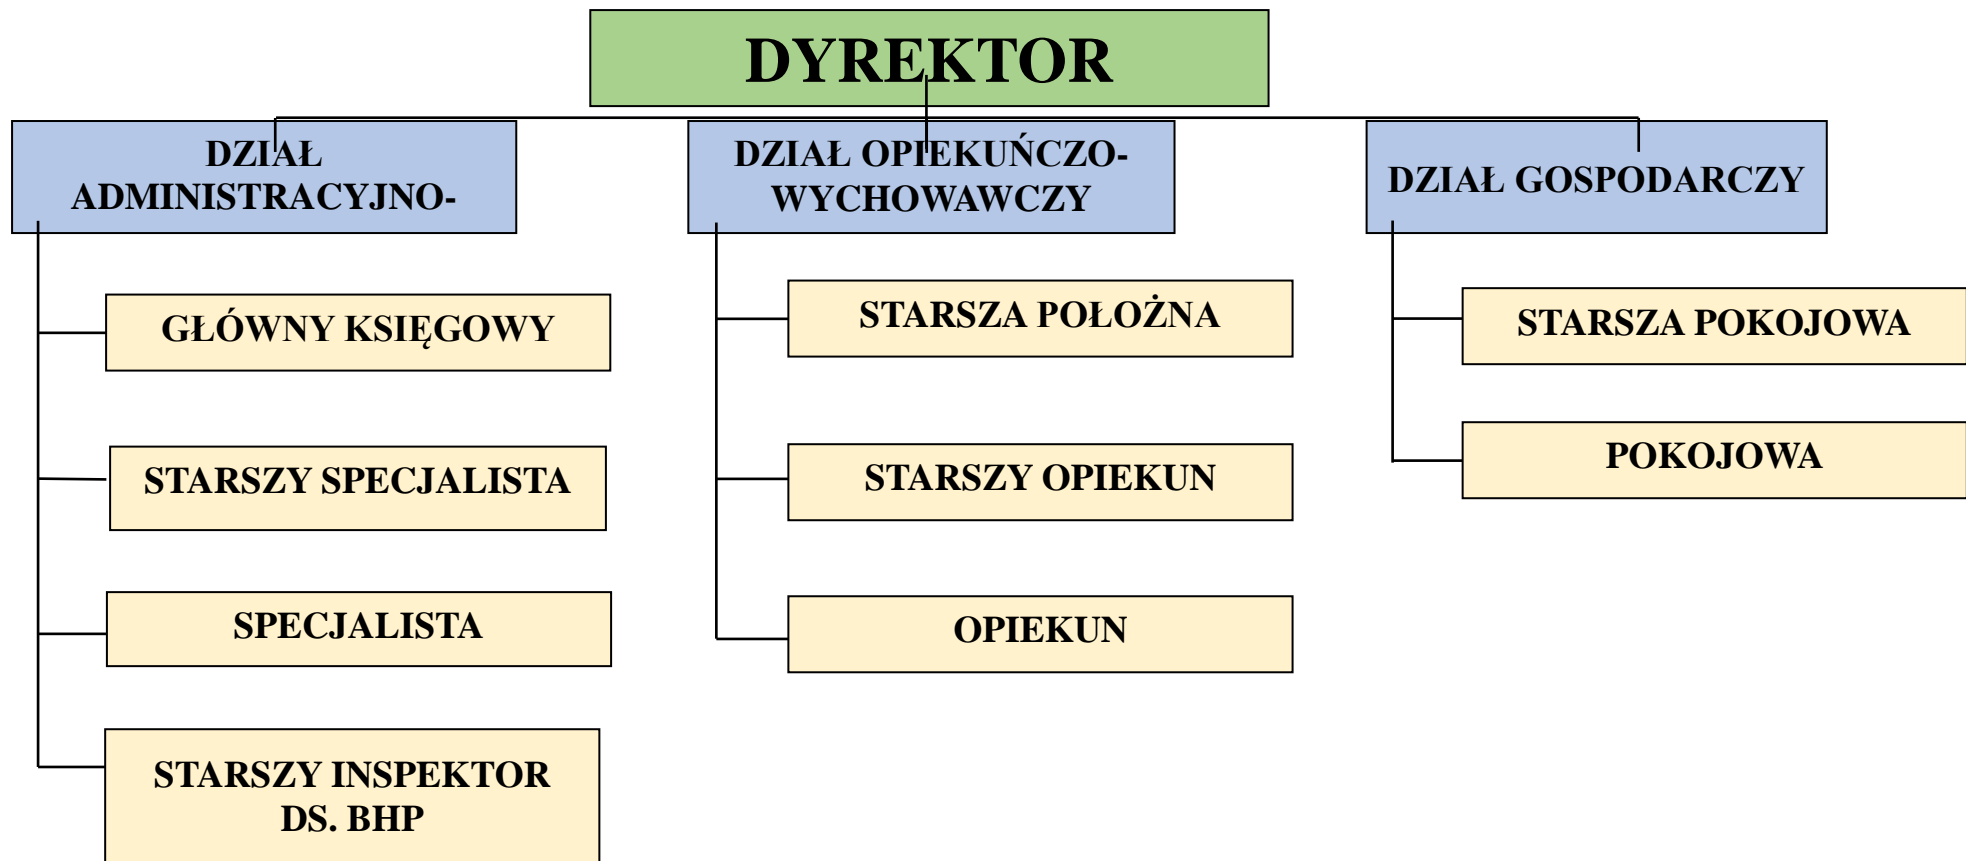 DYREKTOR
DZIAŁ
ADMINISTRACYJNO-
GŁÓWNY KSIĘGOWY
STARSZY SPECJALISTA
SPECJALISTA
STARSZY INSPEKTOR
DS. BHP
DZIAŁ OPIEKUŃCZO-
WYCHOWAWCZY
STARSZA POŁOŻNA
STARSZY OPIEKUN
OPIEKUN
DZIAŁ GOSPODARCZY
STARSZA POKOJOWA
POKOJOWA